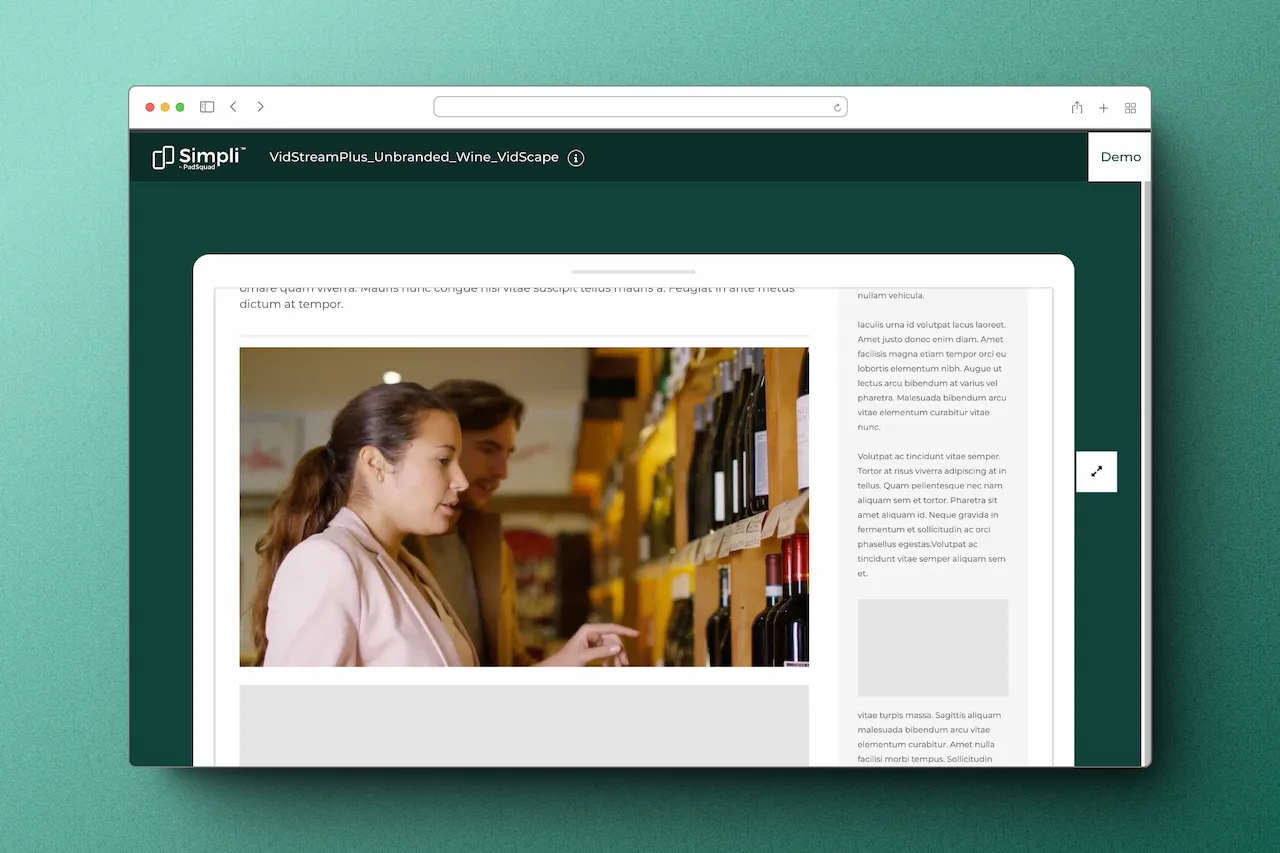 Simpli™
by PadSquad
VidStreamPlus_Unbranded_Wine_VidScape
Demo
ornare quam viverra. Mauris nunc congue nisi vitae suscipit tellus mauris a. Feugiat in ante metus
dictum at tempor.
nullam vehicula.
Iaculis urna id volutpat lacus laoreet.
Amet justo donec enim diam. Amet
facilisis magna etiam tempor orci eu
lobortis elementum nibh. Augue ut
lectus arcu bibendum at varius vel
pharetra. Malesuada bibendum arcu
vitae elementum curabitur vitae
nunc.
Volutpat ac tincidunt vitae semper.
Tortor at risus viverra adipiscing at in
tellus. Quam pellentesque nec nam
aliquam sem et tortor. Pharetra sit
amet aliquam id. Neque gravida in
fermentum et sollicitudin ac orci
phasellus egestas.Volutpat ac
tincidunt vitae semper aliquam sem
et.
vitae turpis massa. Sagittis aliquam
malesuada bibendum arcu vitae
elementum curabitur. Amet nulla
facilisi morbi tempus. Sollicitudin